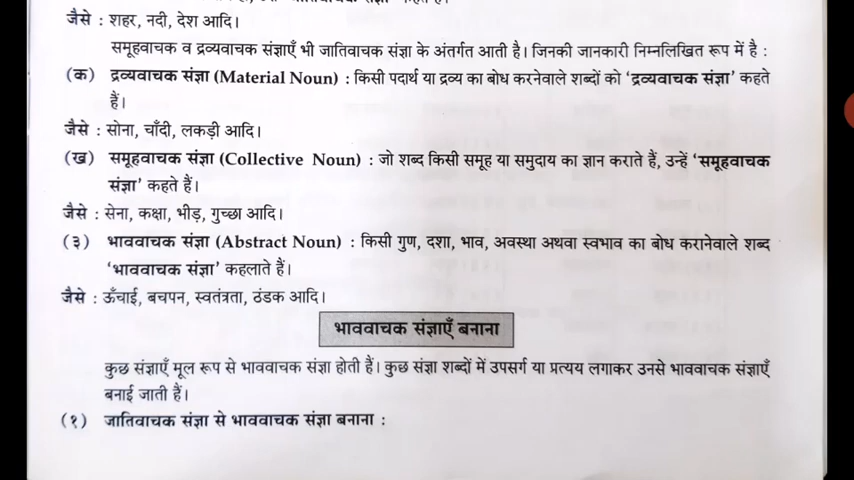 कहते हैं।
जैसे : शहर, नदी, देश आदि।
समूहवाचक व द्रव्यवाचक संज्ञाएँ भी जातिवाचक संज्ञा के अंतर्गत आती है। जिनकी जानकारी निम्नलिखित रूप में है :
(क) द्रव्यवाचक संज्ञा (Material Noun) : किसी पदार्थ या द्रव्य का बोध करनेवाले शब्दों को ‘द्रव्यवाचक संज्ञा’ कहते
हैं।
जैसे : सोना, चाँदी, लकड़ी आदि।
(ख) समूहवाचक संज्ञा (Collective Noun) : जो शब्द किसी समूह या समुदाय का ज्ञान कराते हैं, उन्हें ‘समूहवाचक
संज्ञा’ कहते हैं।
जैसे : सेना, कक्षा, भीड़, गुच्छा आदि।
(३) भाववाचक संज्ञा (Abstract Noun) : किसी गुण, दशा, भाव, अवस्था अथवा स्वभाव का बोध करानेवाले शब्द
‘भाववाचक संज्ञा’ कहलाते हैं।
जैसे : ऊँचाई, बचपन, स्वतंत्रता, ठंडक आदि।
भाववाचक संज्ञाएँ बनाना
कुछ संज्ञाएँ मूल रूप से भाववाचक संज्ञा होती हैं। कुछ संज्ञा शब्दों में उपसर्ग या प्रत्यय लगाकर उनसे भाववाचक संज्ञाएँ
बनाई जाती हैं।
(१) जातिवाचक संज्ञा से भाववाचक संज्ञा बनाना :